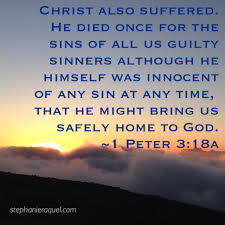 CHRIST ALSO SUFFERED.
HE DIED ONCE FOR THE
SINS OF ALL US GUILTY
SINNERS ALTHOUGH HE
HIMSELF WAS INNOCENT
OF ANY SIN AT ANY TIME,
THAT HE MIGHT BRING US
SAFELY HOME TO GOD.
~1 PETER 3:18A
stephanieraquel.com